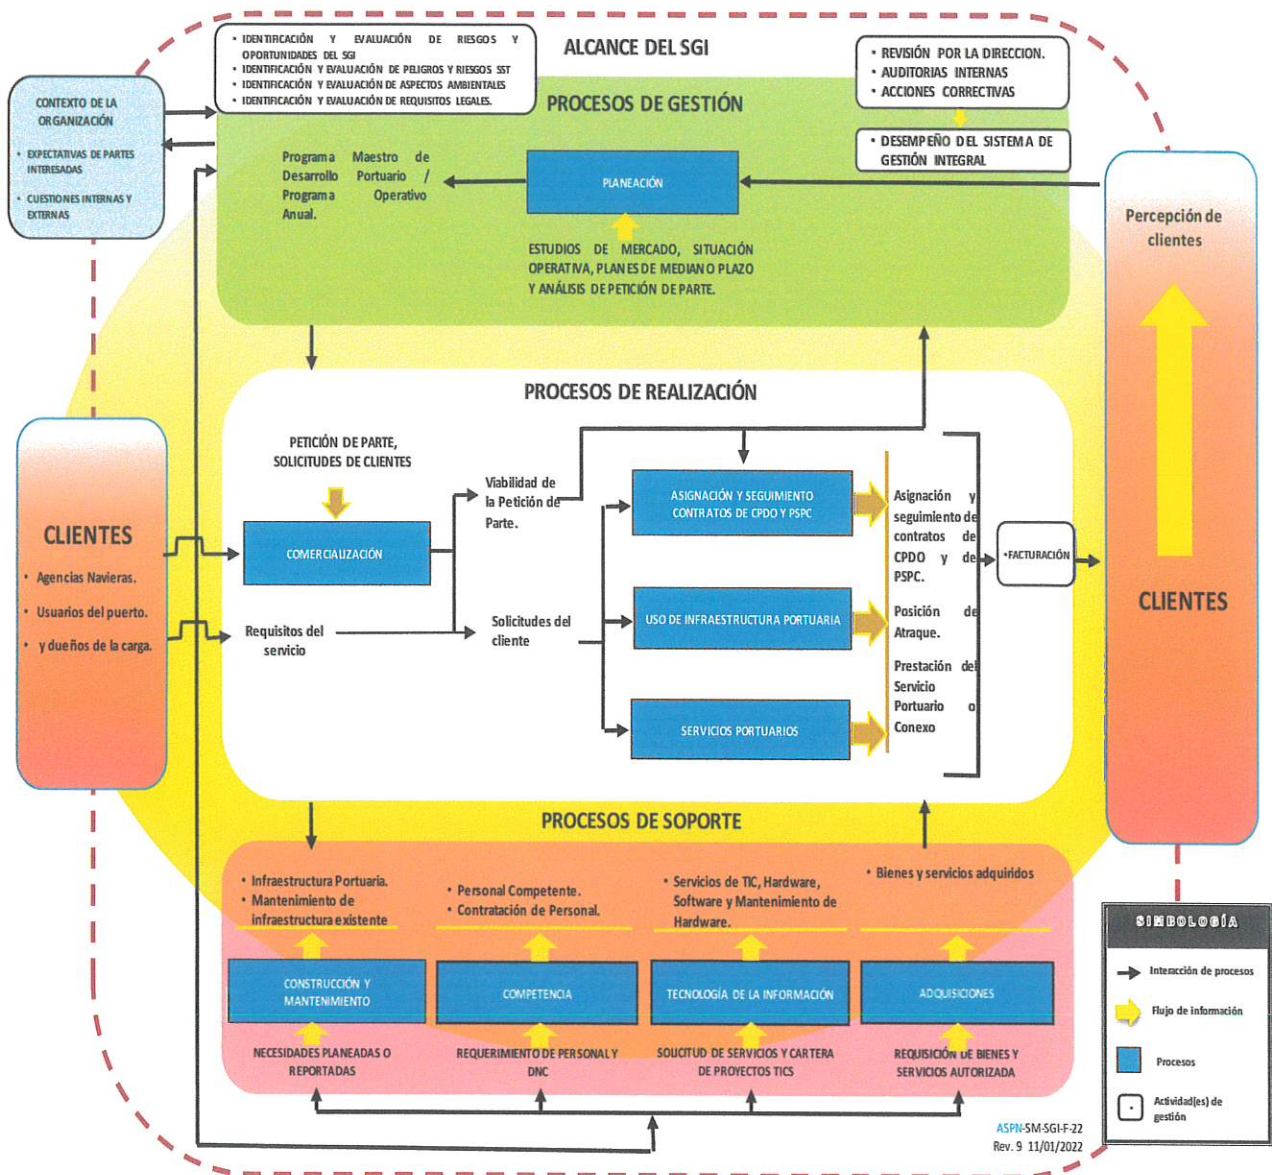 • IDENTIFICACIÓN Y EVALUACIÓN DE RIESGOS Y
OPORTUNIDADES DEL SGI
• IDENTIFICACIÓN Y EVALUACIÓN DE PELIGROS Y RIESGOS SST
• IDENTIFICACIÓN Y EVALUACIÓN DE ASPECTOS AMBIENTALES
• IDENTIFICACIÓN Y EVALUACIÓN DE REQUISITOS LEGALES.
ALCANCE DEL SGI
• REVISIÓN POR LA DIRECCION.
• AUDITORIAS INTERNAS
• ACCIONES CORRECTIVAS
• DESEMPEÑO DEL SISTEMA DE
GESTIÓN INTEGRAL
CONTEXTO DE LA
ORGANIZACIÓN
• EXPECTATIVAS DE PARTES
INTERESADAS
• CUESTIONES INTERNAS Y
EXTERNAS
PROCESOS DE GESTIÓN
Programa Maestro de
Desarrollo Portuario /
Programa Operativo
Anual.
PLANEACIÓN
ESTUDIOS DE MERCADO, SITUACIÓN
OPERATIVA, PLANES DE MEDIANO PLAZO
Y ANÁLISIS DE PETICIÓN DE PARTE.
Percepción de
clientes
CLIENTES
PROCESOS DE REALIZACIÓN
CLIENTES
• Agencias Navieras.
• Usuarios del puerto.
• y dueños de la carga.
PETICIÓN DE PARTE,
SOLICITUDES DE CLIENTES
COMERCIALIZACIÓN
Requisitos del
servicio
Viabilidad de
la Petición de
Parte.
Solicitudes del
cliente
ASIGNACIÓN Y SEGUIMIENTO
CONTRATOS DE CPDO Y PSPC
USO DE INFRAESTRUCTURA PORTUARIA
SERVICIOS PORTUARIOS
Asignación y
seguimiento de
contratos de
CPDO y de
PSPC.
Posición de
Atraque.
Prestación del
Servicio
Portuario o
Conexo
• FACTURACIÓN
PROCESOS DE SOPORTE
• Infraestructura Portuaria.
• Mantenimiento de
infraestructura existente
• Personal Competente.
• Contratación de Personal.
• Servicios de TIC, Hardware,
Software y Mantenimiento de
Hardware.
• Bienes y servicios adquiridos
CONSTRUCCIÓN Y
MANTENIMIENTO
COMPETENCIA
TECNOLOGÍA DE LA INFORMACIÓN
ADQUISICIONES
NECESIDADES PLANEADAS O
REPORTADAS
REQUERIMIENTO DE PERSONAL Y
DNC
SOLICITUD DE SERVICIOS Y CARTERA
DE PROYECTOS TICS
REQUISICIÓN DE BIENES Y
SERVICIOS AUTORIZADA
SIMBOLOGÍA
Interacción de procesos
Flujo de información
Procesos
Actividad(es) de
gestión
ASPN-SM-SGI-F-22
Rev. 9 11/01/2022